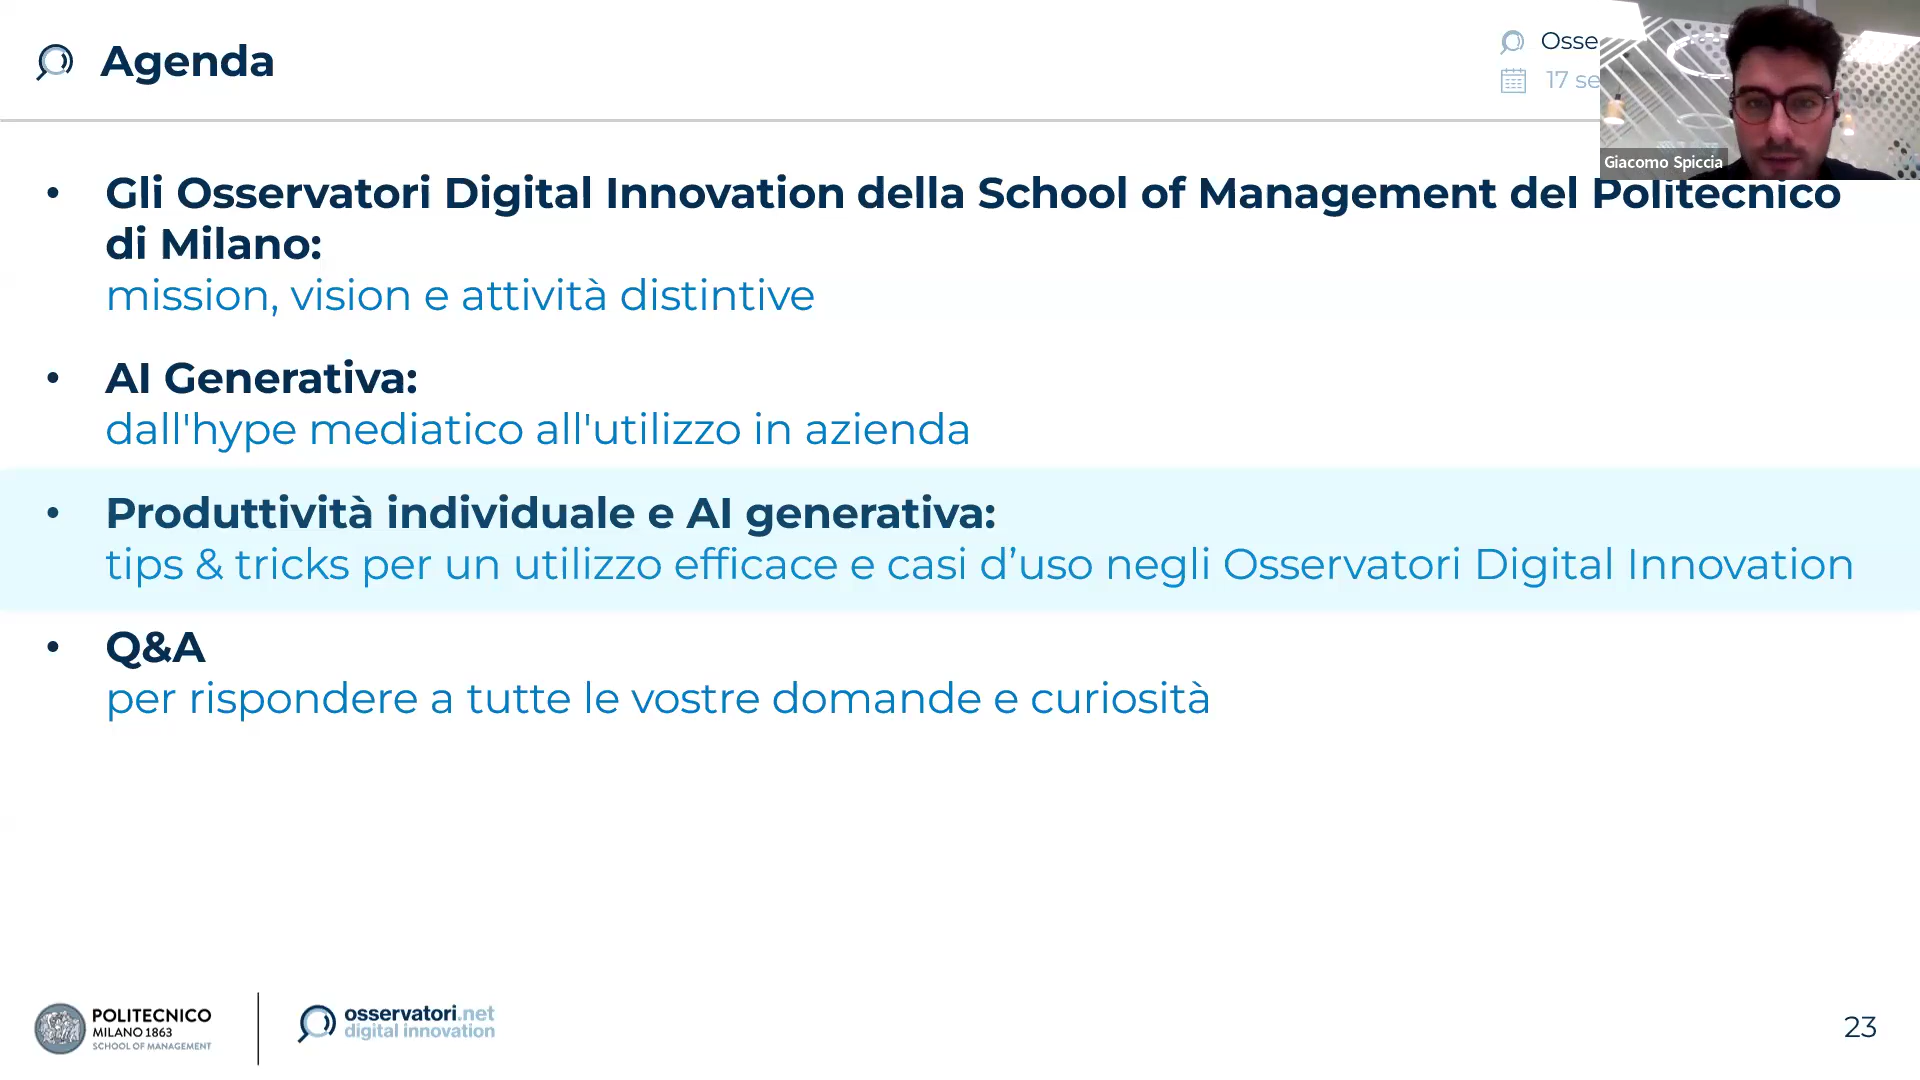 Agenda
Osse
17 se
Giacomo Spiccia
• Gli Osservatori Digital Innovation della School of Management del Politecnico
di Milano:
mission, vision e attività distintive
• AI Generativa:
dall'hype mediatico all'utilizzo in azienda
• Produttività individuale e AI generativa:
tips & tricks per un utilizzo efficace e casi d’uso negli Osservatori Digital Innovation
• Q&A
per rispondere a tutte le vostre domande e curiosità
POLITECNICO
MILANO 1863
SCHOOL OF MANAGEMENT
osservatori.net
digital innovation
23